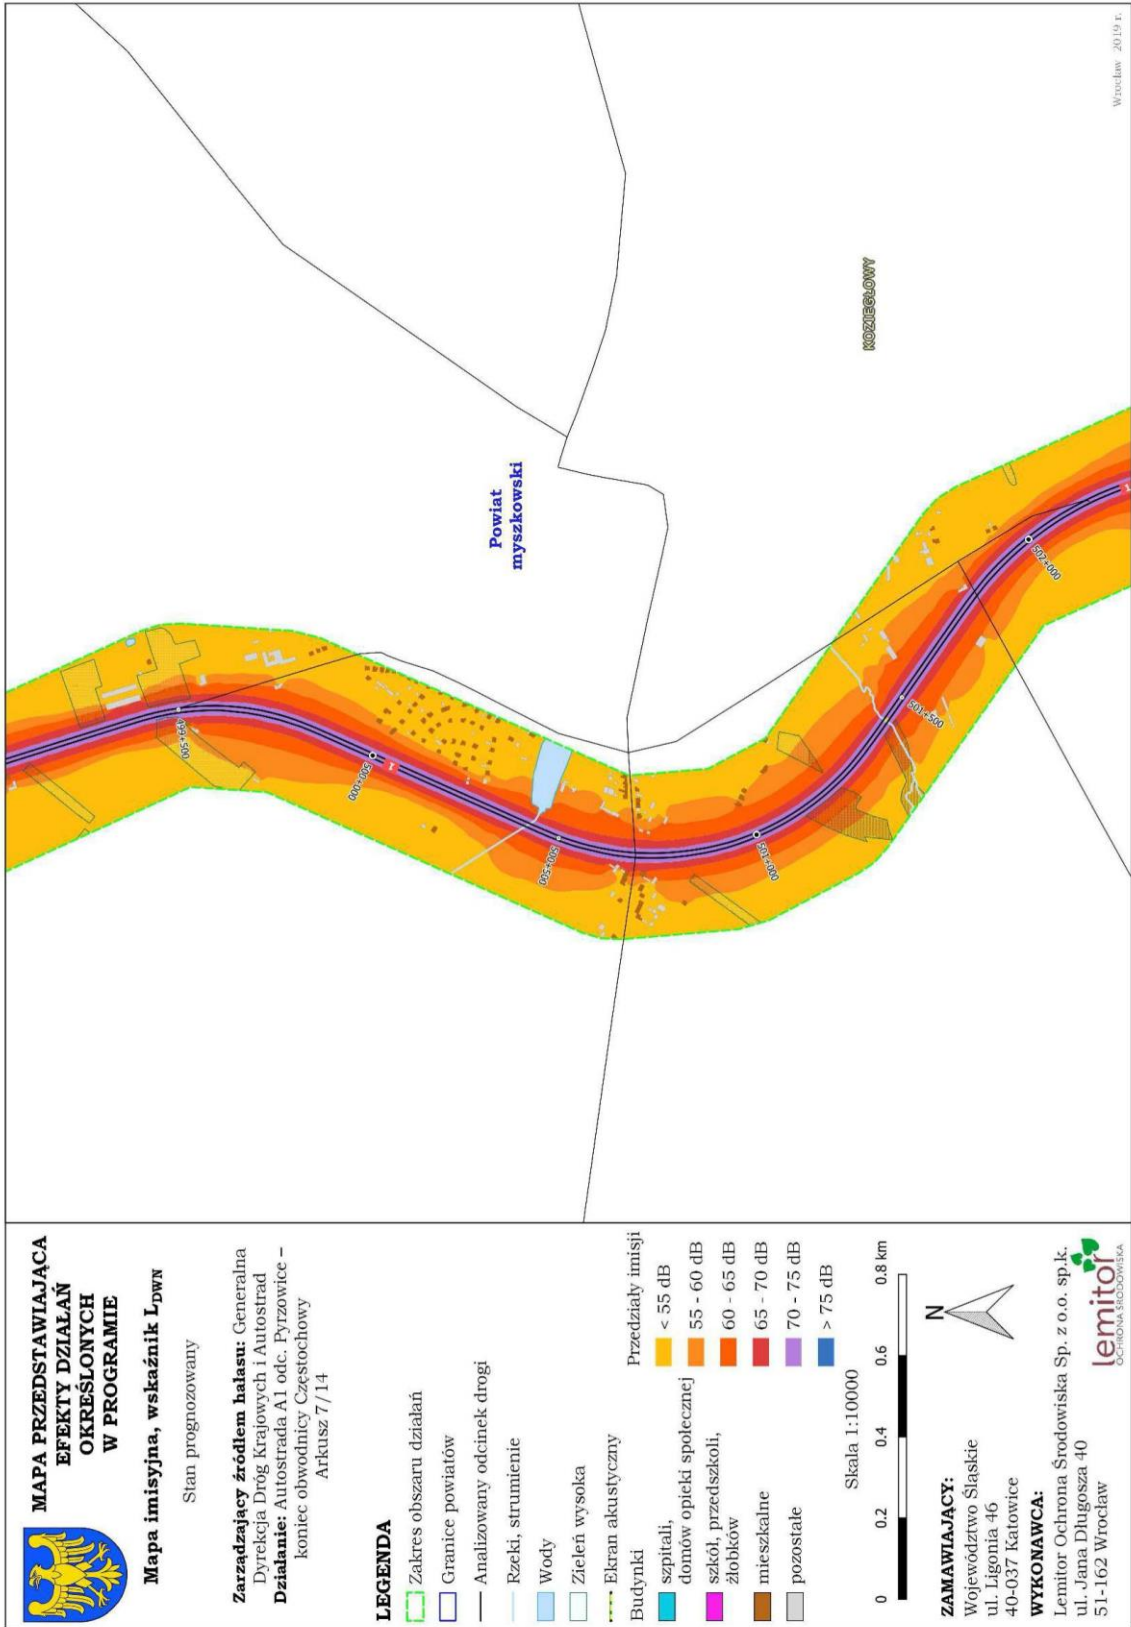 MAPA PRZEDSTAWIAJĄCA
EFEKTY DZIAŁAŃ
OKREŚLONYCH
W PROGRAMIE
Mapa imisyjna, wskaźnik LDWN
Stan prognozowany
Zarządzający źródłem hałasu: Generalna
Dyrekcja Dróg Krajowych i Autostrad
Działanie: Autostrada A1 odc. Pyrzowice –
koniec obwodnicy Częstochowy
Arkusz 7/14
LEGENDA
Zakres obszaru działań
Granice powiatów
Analizowany odcinek drogi
Rzeki, strumienie
Wody
Zieleń wysoka
Ekran akustyczny
Budynki
szpitali,
domów opieki społecznej
szkół, przedszkoli,
żłobków
mieszkalne
pozostałe
Przedziały imisji
< 55 dB
55 - 60 dB
60 - 65 dB
65 - 70 dB
70 - 75 dB
> 75 dB
Skala 1:10000
0 0.2 0.4 0.6 0.8 km
N
ZAMAWIAJĄCY:
Województwo Śląskie
ul. Ligonia 46
40-037 Katowice
WYKONAWCA:
Lemitor Ochrona Środowiska Sp. z o.o. sp.k.
ul. Jana Długosza 40
51-162 Wrocław
lemitor
OCHRONA ŚRODOWISKA
499+500
500+000
1
500+500
501+000
501+500
502+000
1
Powiat
myszkowski
KOZIEGŁOWY
Wrocław 2019 r.